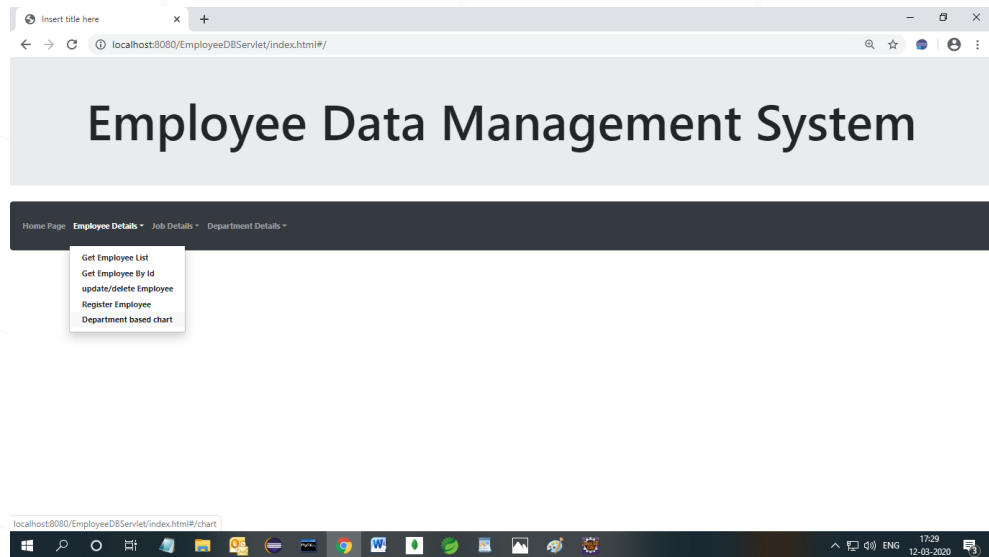 Insert title here
localhost:8080/EmployeeDBServlet/index.html#/
Employee Data Management System
Home Page Employee Details Job Details Department Details
Get Employee List
Get Employee By Id
update/delete Employee
Register Employee
Department based chart
localhost:8080/EmployeeDBServlet/index.html#/chart
ENG
17:29
12-03-2020
3